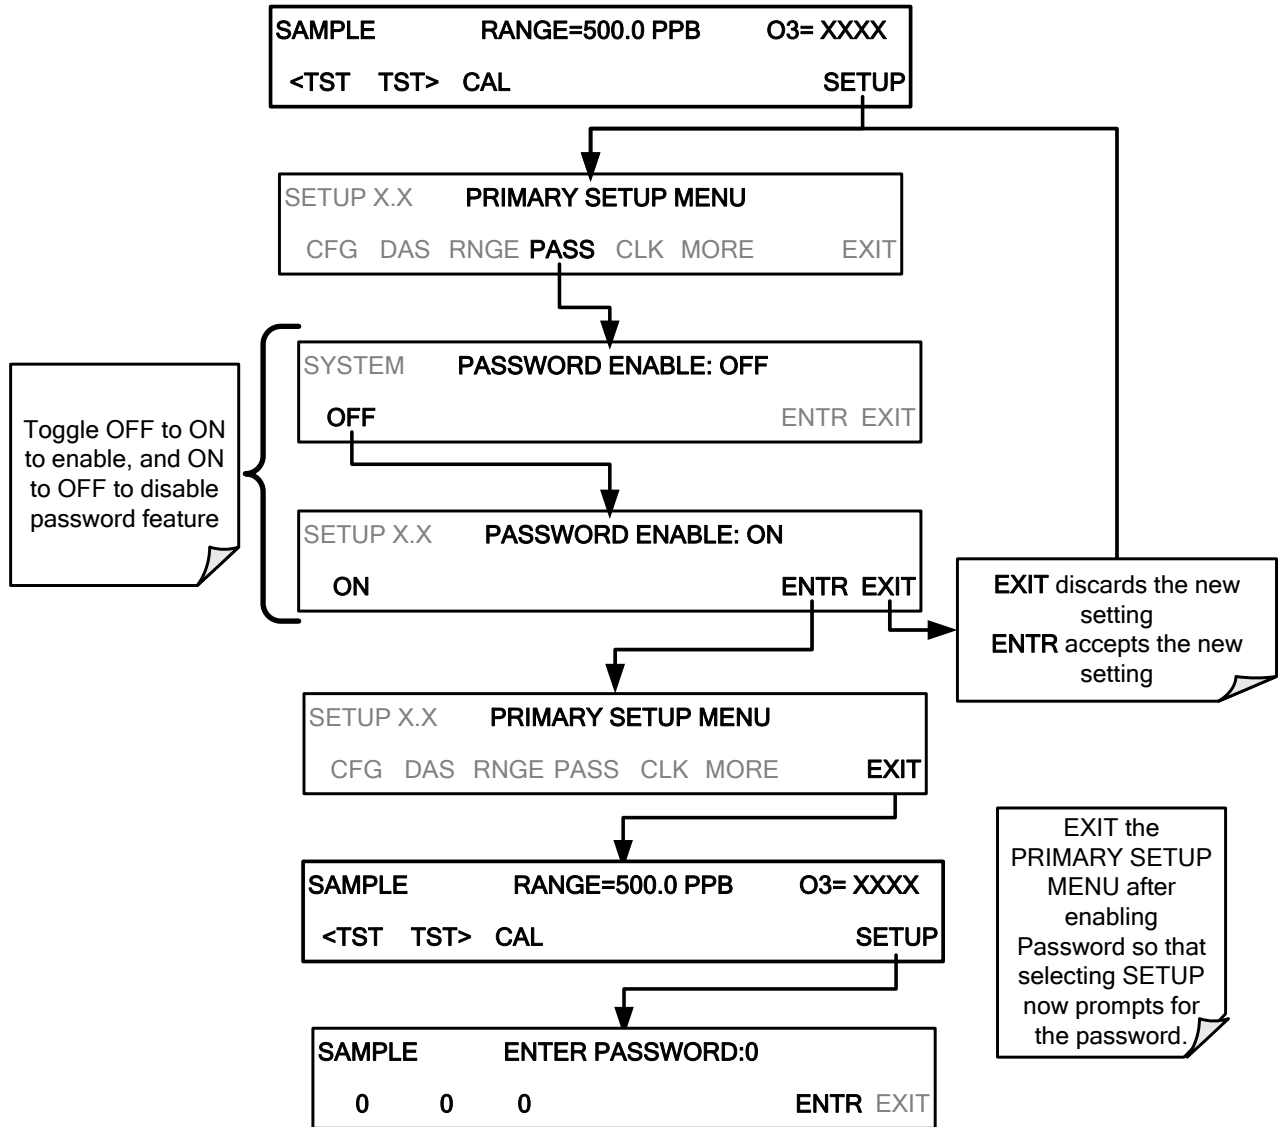 SAMPLE RANGE=500.0 PPB O3= XXXX
<TST TST> CAL SETUP
SETUP X.X PRIMARY SETUP MENU
CFG DAS RNGE PASS CLK MORE EXIT
SYSTEM PASSWORD ENABLE: OFF
OFF ENTR EXIT
Toggle OFF to ON
to enable, and ON
to OFF to disable
password feature
SETUP X.X PASSWORD ENABLE: ON
ON ENTR EXIT
EXIT discards the new
setting
ENTR accepts the new
setting
SETUP X.X PRIMARY SETUP MENU
CFG DAS RNGE PASS CLK MORE EXIT
SAMPLE RANGE=500.0 PPB O3= XXXX
<TST TST> CAL SETUP
EXIT the
PRIMARY SETUP
MENU after
enabling
Password so that
selecting SETUP
now prompts for
the password.
SAMPLE ENTER PASSWORD:0
0 0 0 ENTR EXIT